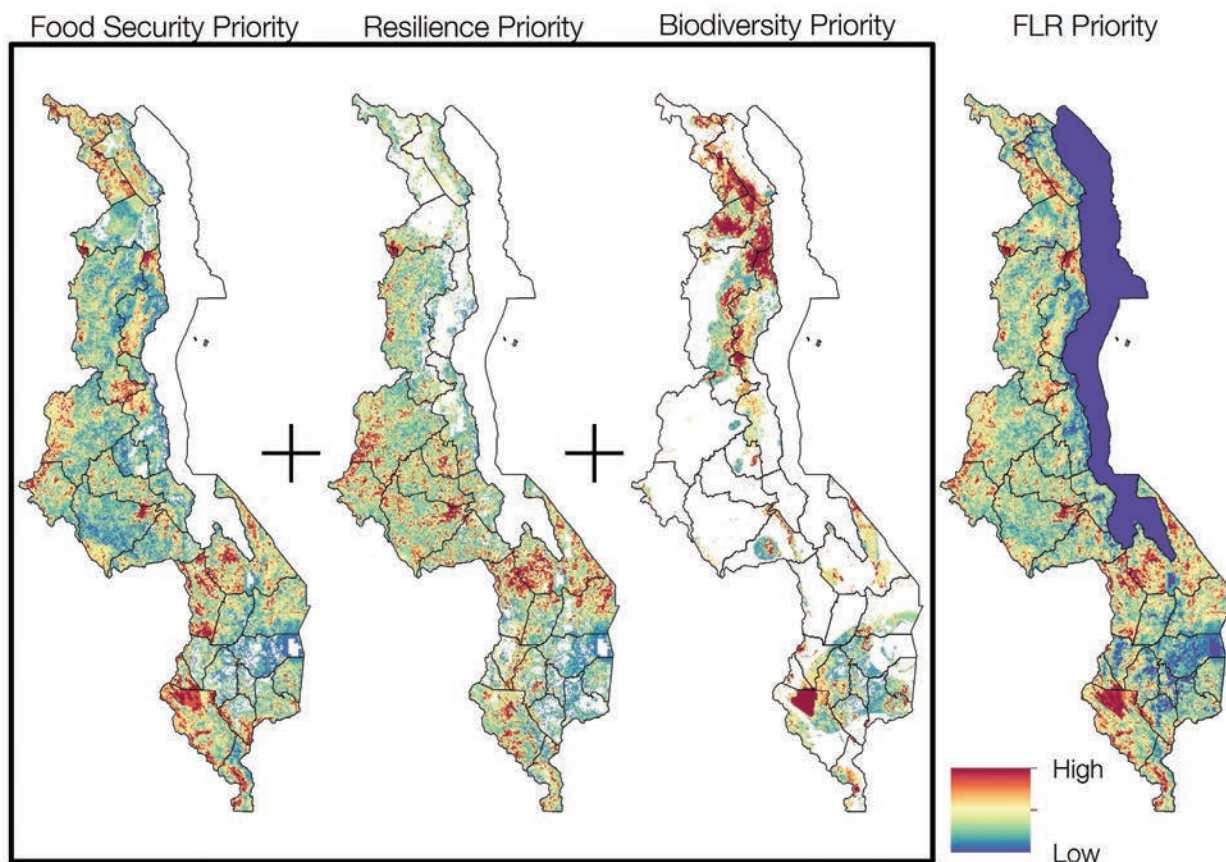 Food Security Priority
Resilience Priority
Biodiversity Priority
FLR Priority
+
+
High
Low